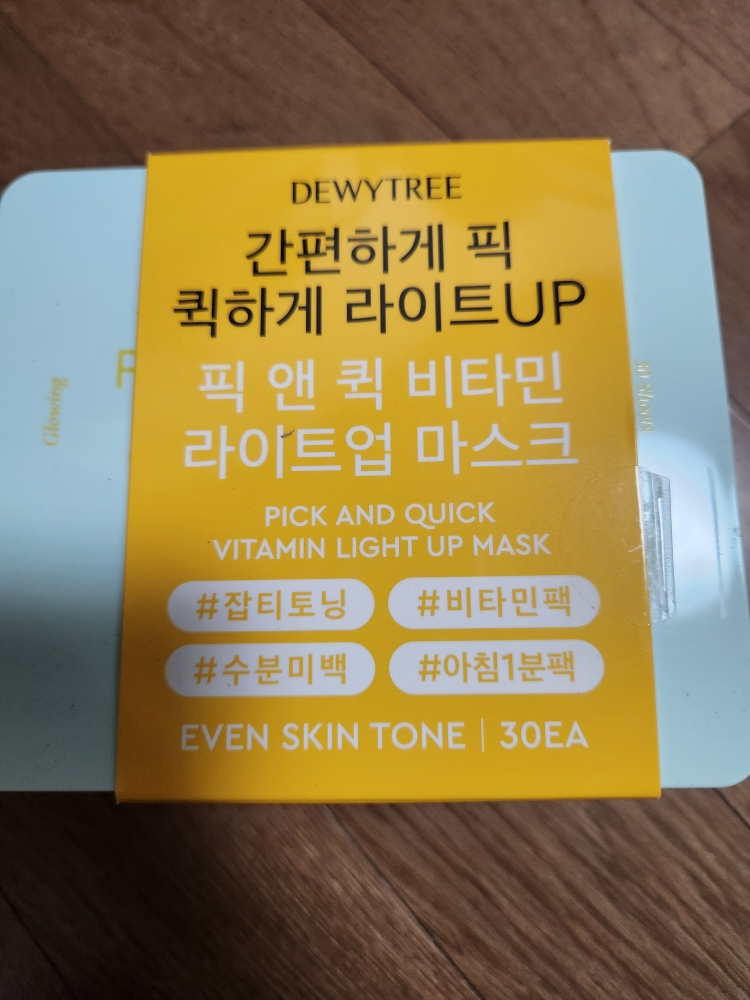 DEWYTREE
간편하게 픽
퀵하게 라이트UP
픽 앤 퀵 비타민
라이트업 마스크
PICK AND QUICK
VITAMIN LIGHT UP MASK
#잡티토닝 #비타민팩
#수분미백 #아침1분팩
EVEN SKIN TONE | 30EA
Glowing